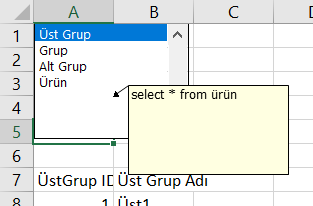 A B C D
1 Üst Grup
2 Grup
Alt Grup
3 Ürün
select * from ürün
4
5
6
7 ÜstGrup ID Üst Grup Adı
8 1 Üst1